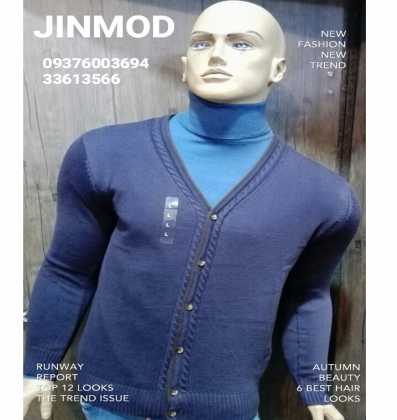 JINMOD
09376003694
33613566
NEW
FASHION
NEW
TREND
L
L
L
RUNWAY
REPORT
TOP 12 LOOKS
THE TREND ISSUE
AUTUMN
BEAUTY
6 BEST HAIR
LOOKS